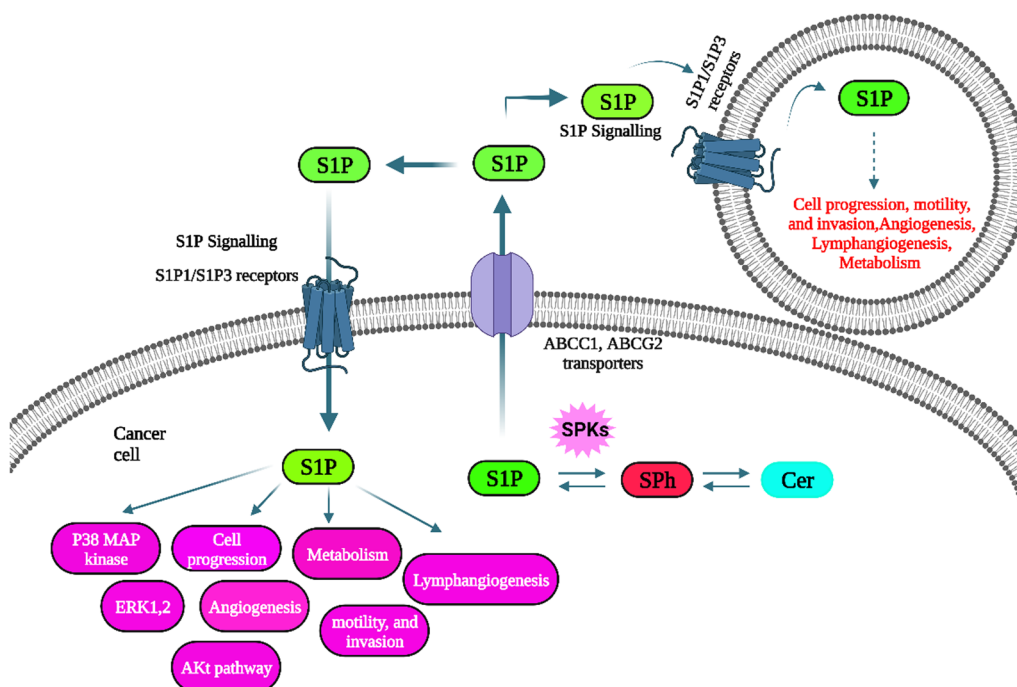 S1P1/S1P3
receptors
S1P
S1P Signalling
S1P
S1P
S1P
Cell progression, motility,
and invasion,Angiogenesis,
Lymphangiogenesis,
Metabolism
S1P Signalling
S1P1/S1P3 receptors
ABCC1, ABCG2
transporters
Cancer
cell
SPKs
S1P
S1P
SPh
Cer
P38 MAP
kinase
Cell
progression
Metabolism
Lymphangiogenesis
ERK1,2
Angiogenesis
motility, and
invasion
AKt pathway